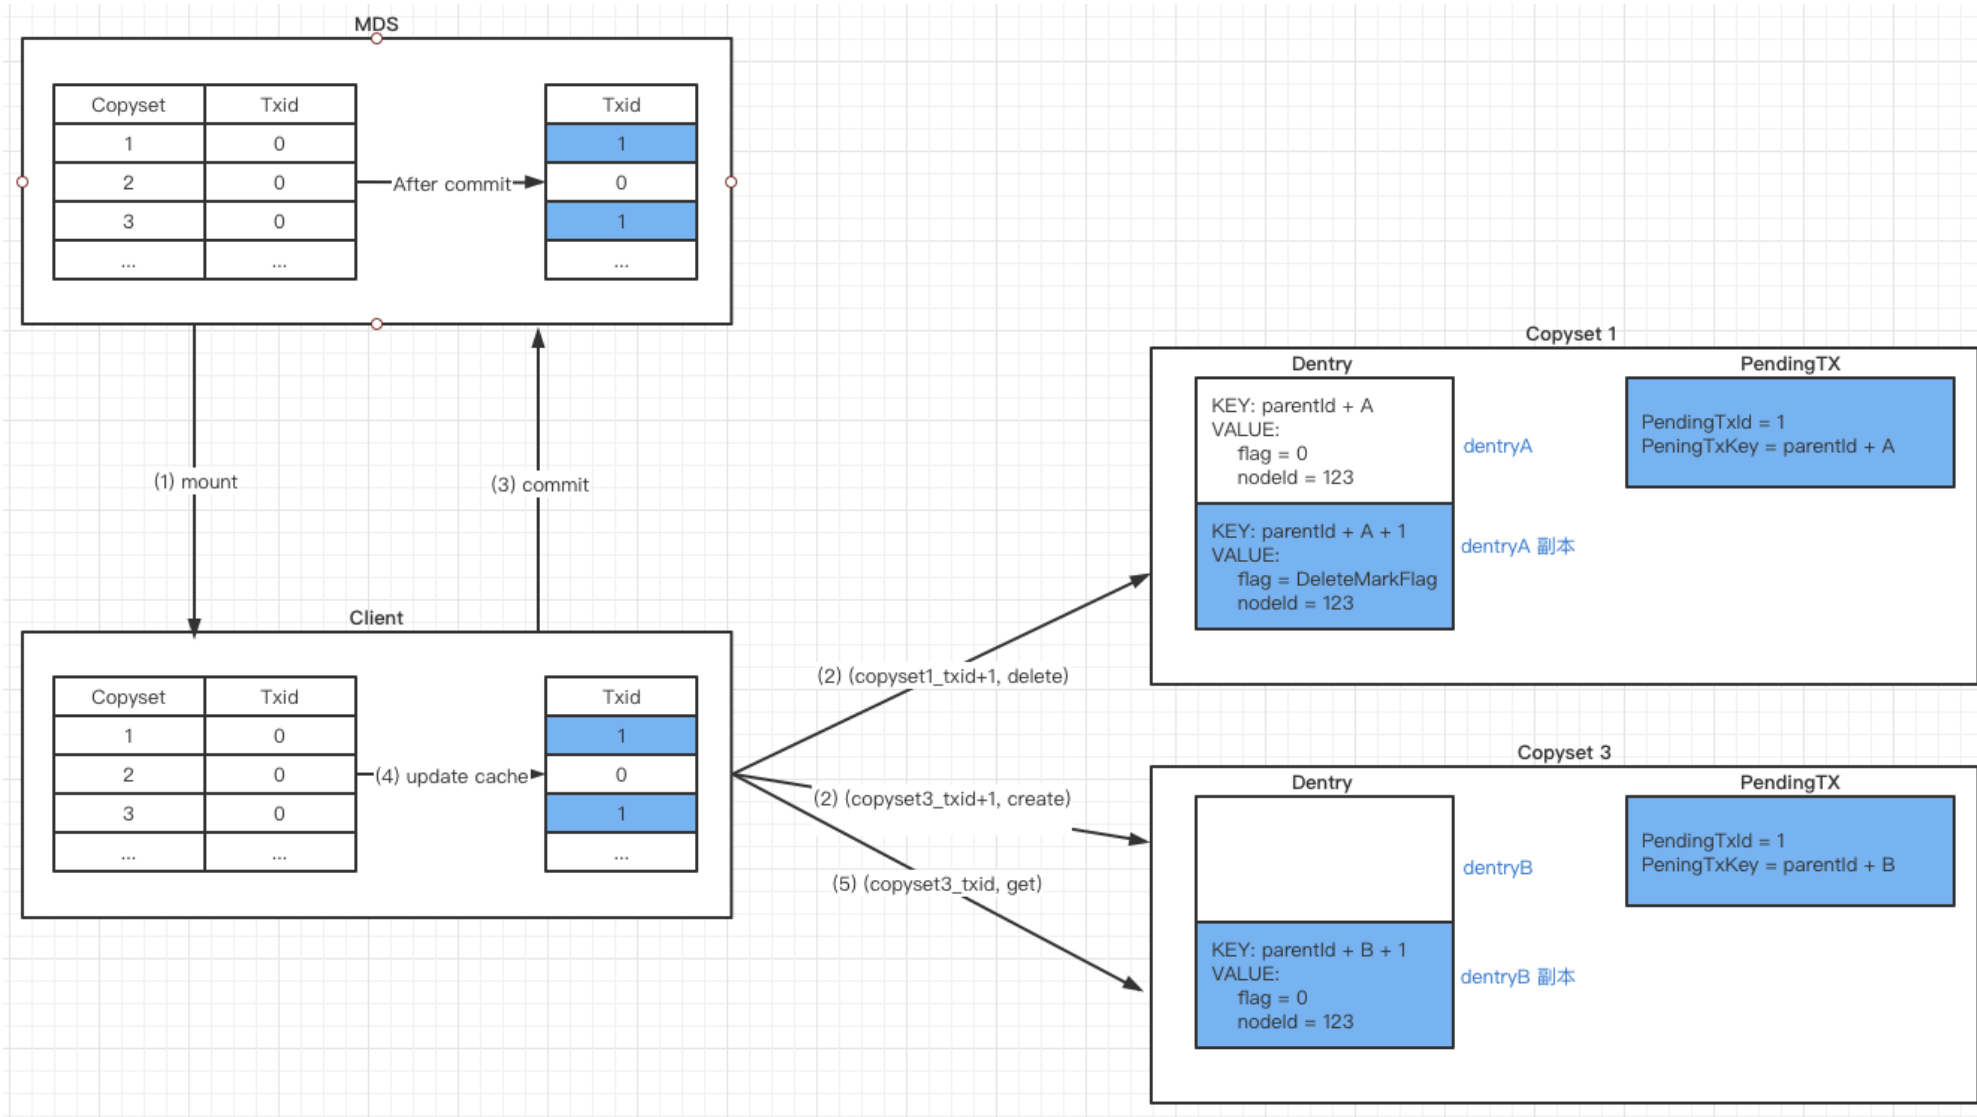 MDS
Copyset Txid
1 0
2 0
3 0
... ...
After commit
Txid
1
0
1
...
(1) mount
(3) commit
Client
Copyset Txid
1 0
2 0
3 0
... ...
(4) update cache
Txid
1
0
1
...
(2) (copyset1_txid+1, delete)
(2) (copyset3_txid+1, create)
(5) (copyset3_txid, get)
Copyset 1
Dentry
KEY: parentId + A
VALUE:
flag = 0
nodeId = 123
dentryA
KEY: parentId + A + 1
VALUE:
flag = DeleteMarkFlag
nodeId = 123
dentryA 副本
PendingTX
PendingTxId = 1
PeningTxKey = parentId + A
Copyset 3
Dentry
dentryB
KEY: parentId + B + 1
VALUE:
flag = 0
nodeId = 123
dentryB 副本
PendingTX
PendingTxId = 1
PeningTxKey = parentId + B